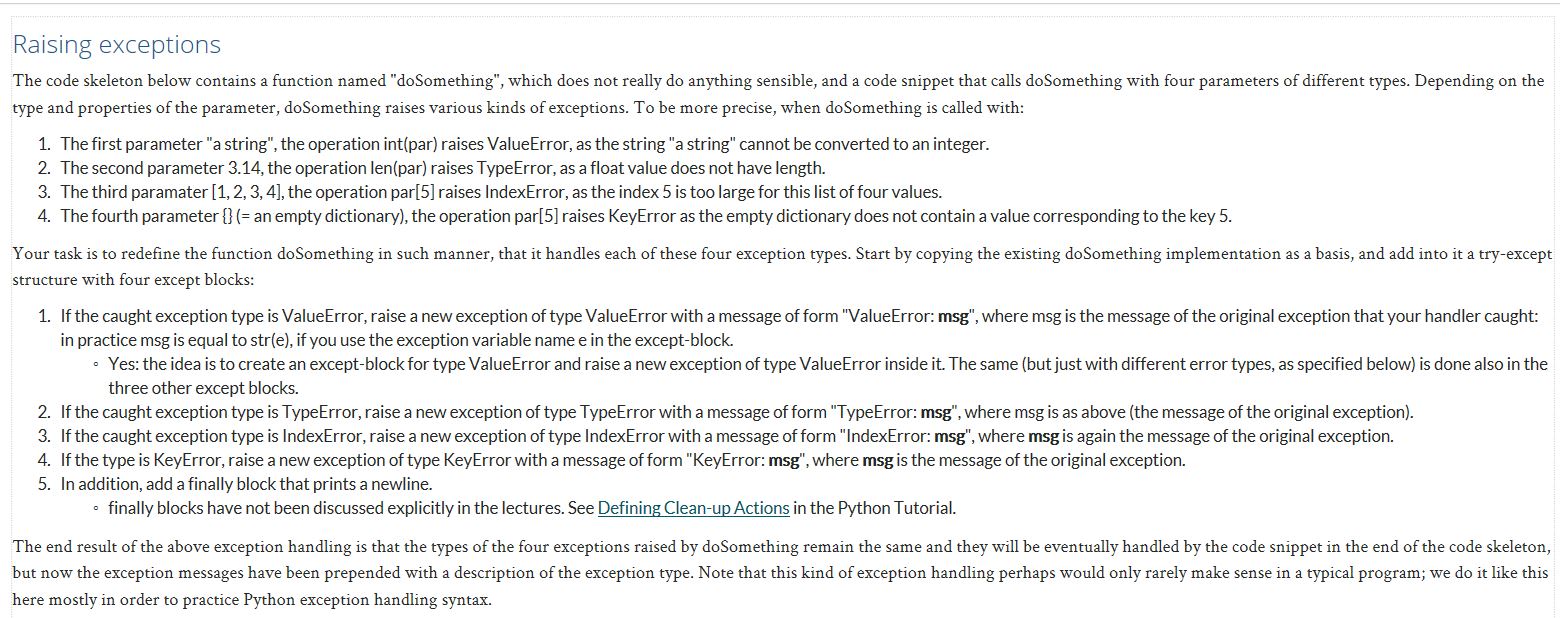 Raising exceptions
The code skeleton below contains a function named "doSomething", which does not really do anything sensible, and a code snippet that calls doSomething with four parameters of different types. Depending on the
type and properties of the parameter, doSomething raises various kinds of exceptions. To be more precise, when doSomething is called with:
1. The first parameter "a string", the operation int(par) raises ValueError, as the string "a string" cannot be converted to an integer.
2. The second parameter 3.14, the operation len(par) raises TypeError, as a float value does not have length.
3. The third paramater [1, 2, 3, 4], the operation par[5] raises IndexError, as the index 5 is too large for this list of four values.
4. The fourth parameter {} (= an empty dictionary), the operation par[5] raises KeyError as the empty dictionary does not contain a value corresponding to the key 5.
Your task is to redefine the function doSomething in such manner, that it handles each of these four exception types. Start by copying the existing doSomething implementation as a basis, and add into it a try-except
structure with four except blocks:
1. If the caught exception type is ValueError, raise a new exception of type ValueError with a message of form "ValueError: msg", where msg is the message of the original exception that your handler caught:
in practice msg is equal to str(e), if you use the exception variable name e in the except-block.
◦ Yes: the idea is to create an except-block for type ValueError and raise a new exception of type ValueError inside it. The same (but just with different error types, as specified below) is done also in the
three other except blocks.
2. If the caught exception type is TypeError, raise a new exception of type TypeError with a message of form "TypeError: msg", where msg is as above (the message of the original exception).
3. If the caught exception type is IndexError, raise a new exception of type IndexError with a message of form "IndexError: msg", where msg is again the message of the original exception.
4. If the type is KeyError, raise a new exception of type KeyError with a message of form "KeyError: msg", where msg is the message of the original exception.
5. In addition, add a finally block that prints a newline.
◦ finally blocks have not been discussed explicitly in the lectures. See Defining Clean-up Actions in the Python Tutorial.
The end result of the above exception handling is that the types of the four exceptions raised by doSomething remain the same and they will be eventually handled by the code snippet in the end of the code skeleton,
but now the exception messages have been prepended with a description of the exception type. Note that this kind of exception handling perhaps would only rarely make sense in a typical program; we do it like this
here mostly in order to practice Python exception handling syntax.